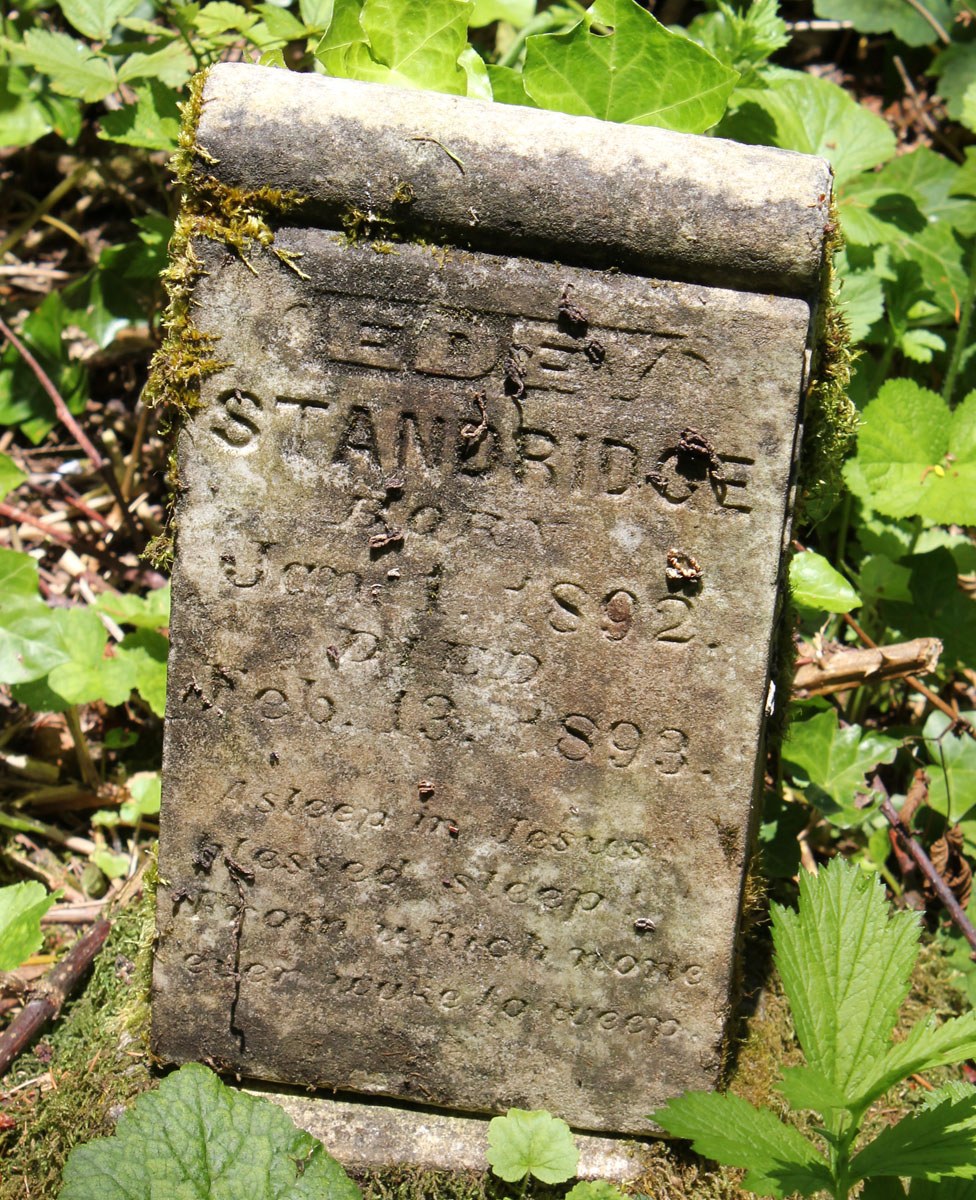 STANDRIDGE
BORN
Jan. 1. 1892.
DIED
Feb. 13. 1893.
Asleep in Jesus
blessed sleep
From which none
ever wake to weep.